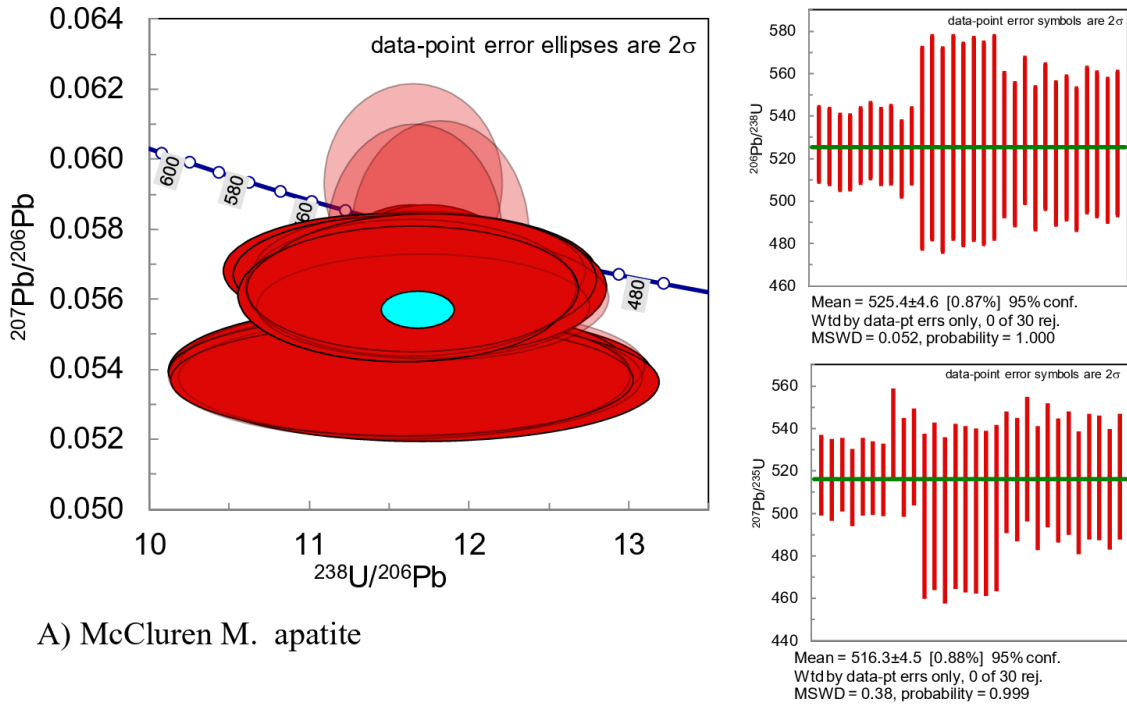 0.064
0.062
0.060
0.058
0.056
0.054
0.052
0.050
207Pb/206Pb
data-point error ellipses are 2σ
600
580
480
10
11
12
13
238U/206Pb
A) McCluren M. apatite
580
560
540
520
500
480
460
206Pb/238U
data-point error symbols are 2σ
Mean = 525.4±4.6 [0.87%] 95% conf.
Wtd by data-pt errs only, 0 of 30 rej.
MSWD = 0.052, probability = 1.000
560
540
520
500
480
460
440
207Pb/235U
data-point error symbols are 2σ
Mean = 516.3±4.5 [0.88%] 95% conf.
Wtd by data-pt errs only, 0 of 30 rej.
MSWD = 0.38, probability = 0.999